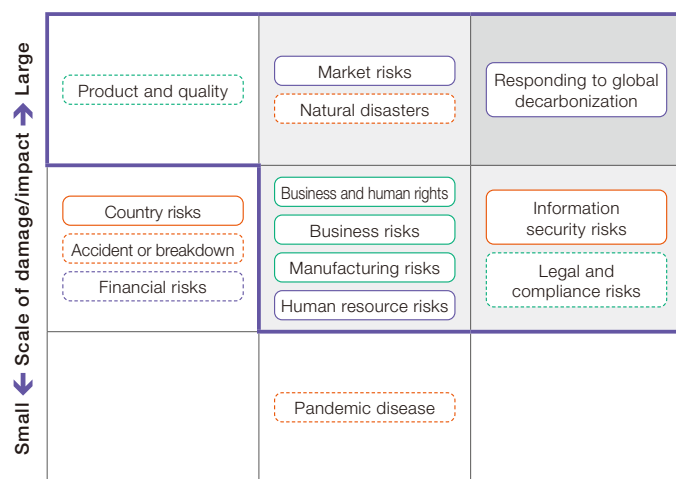 Small ← Scale of damage/impact → Large
Product and quality
Market risks
Natural disasters
Responding to global
decarbonization
Country risks
Accident or breakdown
Financial risks
Business and human rights
Business risks
Manufacturing risks
Human resource risks
Information
security risks
Legal and
compliance risks
Pandemic disease